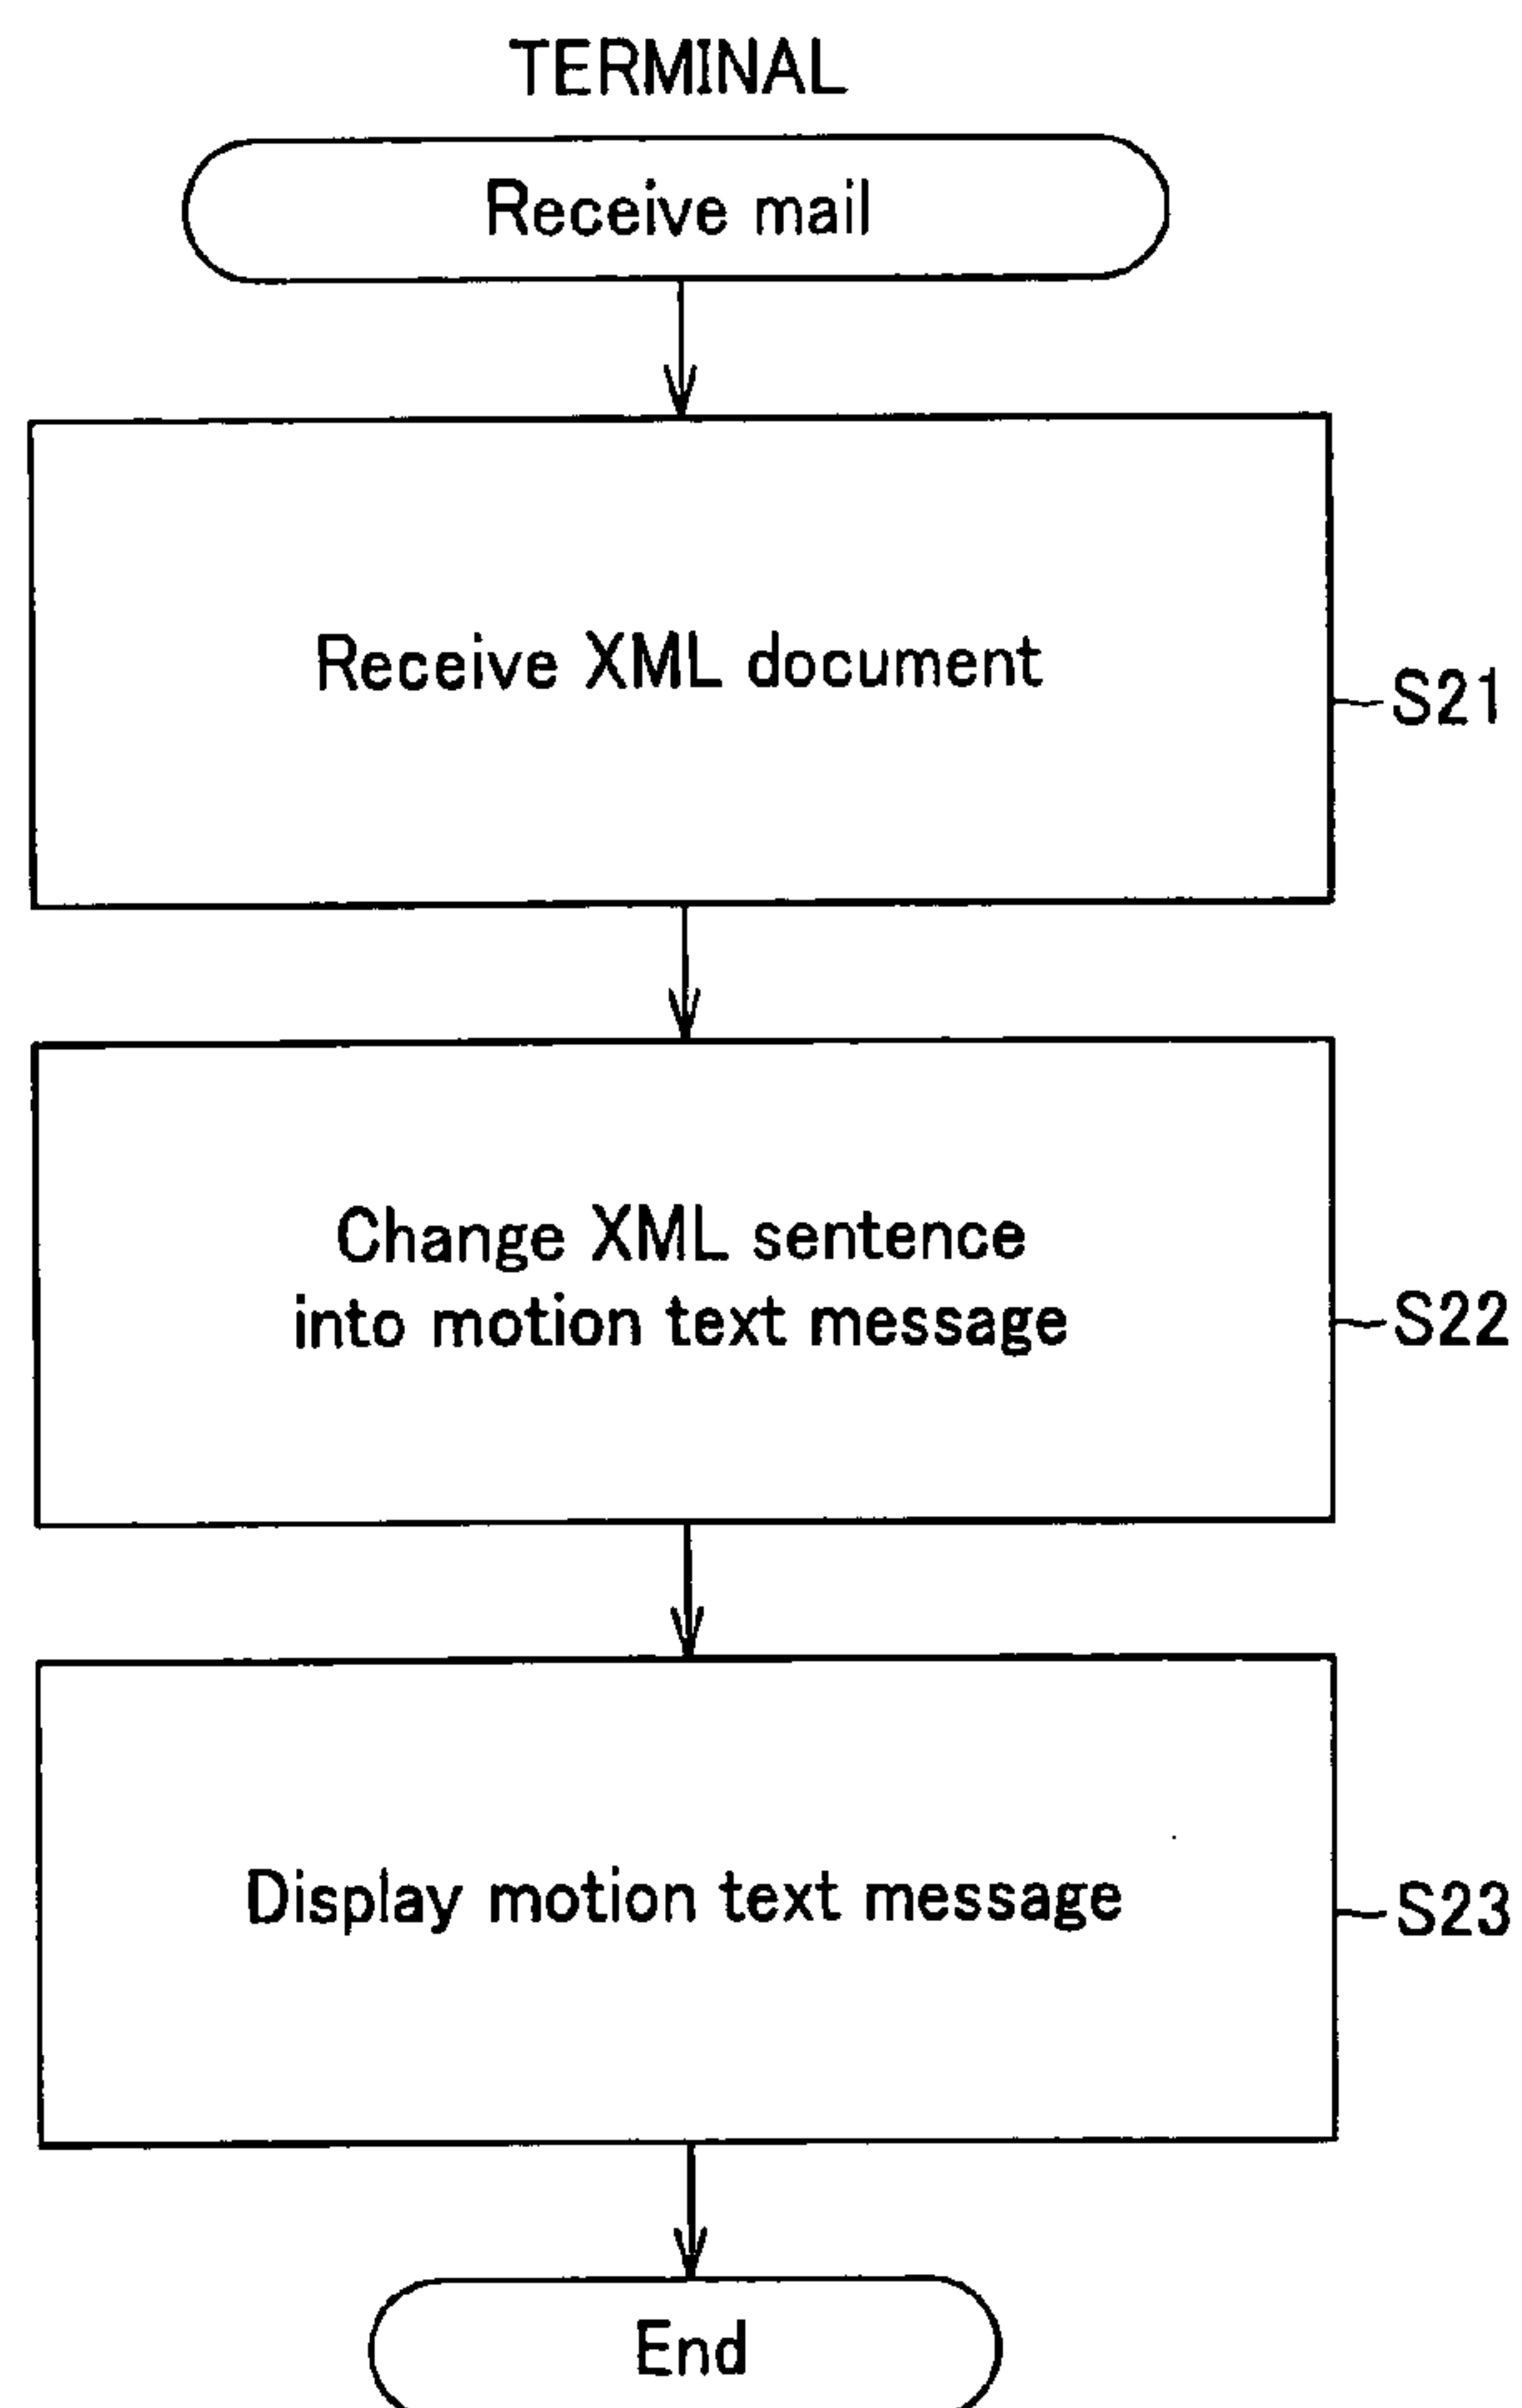 TERMINAL
Receive mail
Receive XML document
S21
Change XML sentence
into motion text message
S22
Display motion text message
S23
End